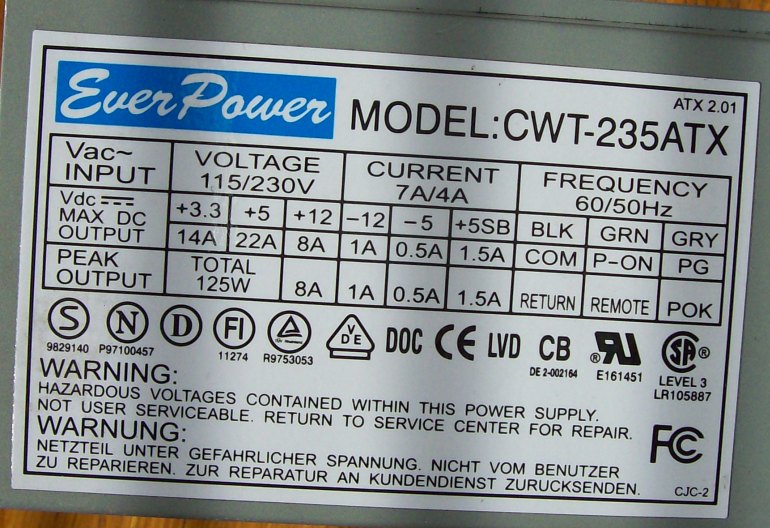 EverPower
ATX 2.01
MODEL:CWT-235ATX
Vac~ INPUT VOLTAGE 115/230V CURRENT 7A/4A FREQUENCY 60/50Hz
Vdc MAX DC OUTPUT +3.3 +5 +12 –12 –5 +5SB BLK GRN GRY
14A 22A 8A 1A 0.5A 1.5A COM P-ON PG
PEAK OUTPUT TOTAL 125W 8A 1A 0.5A 1.5A RETURN REMOTE POK
S N D FI VDE DOC CE LVD CB ®RU SA®
9829140 P97100457 11274 R9753053 DE 2-002164 E161451 LEVEL 3
LR105887
WARNING:
HAZARDOUS VOLTAGES CONTAINED WITHIN THIS POWER SUPPLY.
NOT USER SERVICEABLE. RETURN TO SERVICE CENTER FOR REPAIR.
WARNUNG:
NETZTEIL UNTER GEFAHRLICHER SPANNUNG. NICHT VOM BENUTZER
ZU REPARIEREN. ZUR REPARATUR AN KUNDENDIENST ZURUCKSENDEN.
FC
CJC-2